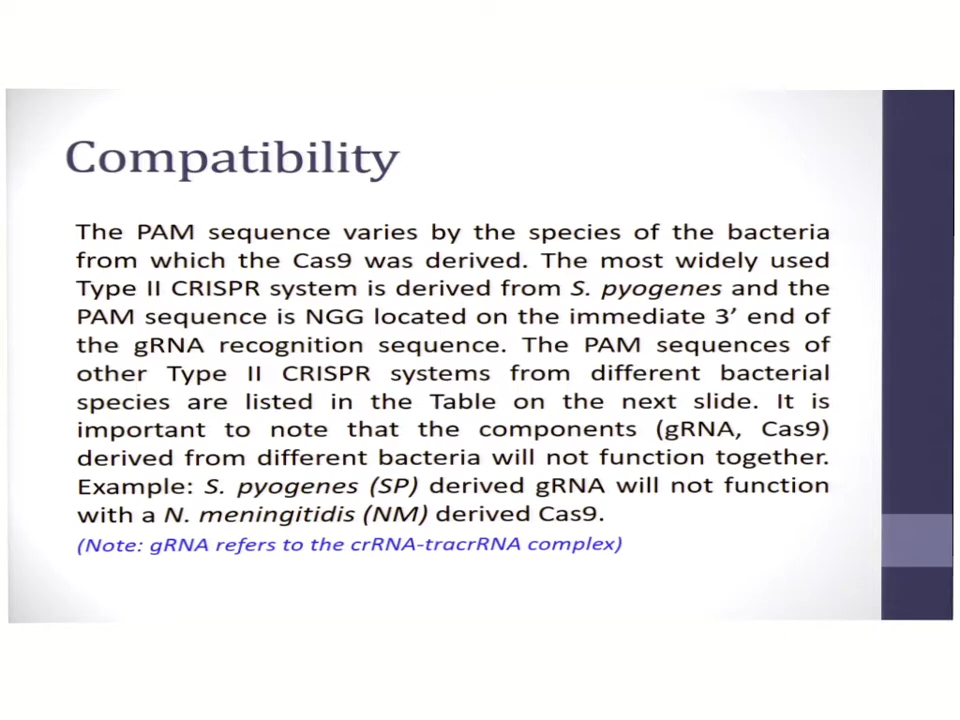 Compatibility
The PAM sequence varies by the species of the bacteria
from which the Cas9 was derived. The most widely used
Type II CRISPR system is derived from S. pyogenes and the
PAM sequence is NGG located on the immediate 3’ end of
the gRNA recognition sequence. The PAM sequences of
other Type II CRISPR systems from different bacterial
species are listed in the Table on the next slide. It is
important to note that the components (gRNA, Cas9)
derived from different bacteria will not function together.
Example: S. pyogenes (SP) derived gRNA will not function
with a N. meningitidis (NM) derived Cas9.
(Note: gRNA refers to the crRNA-tracrRNA complex)